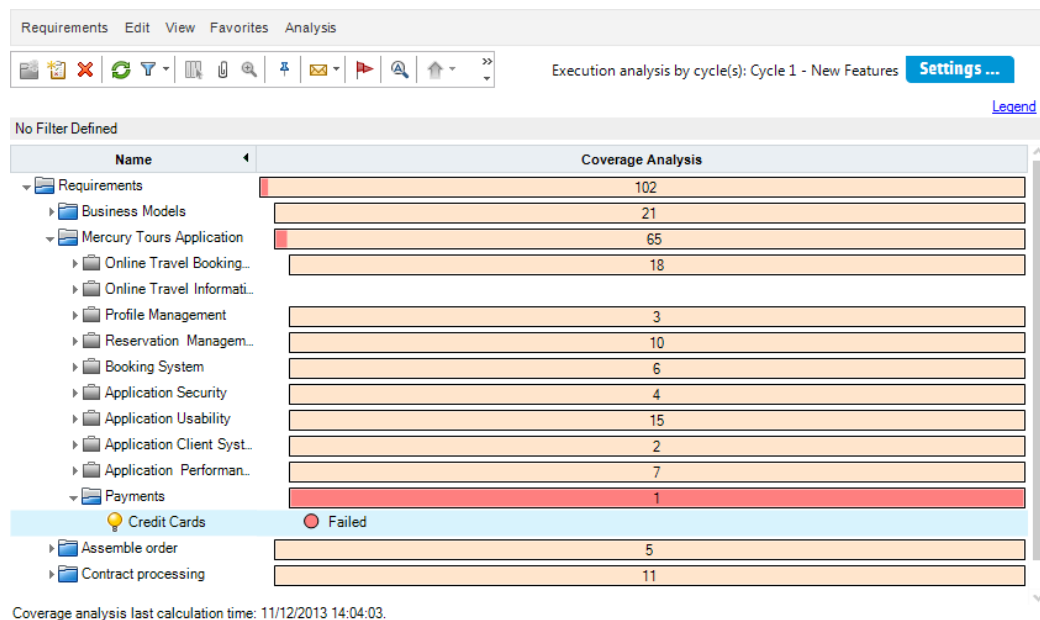 Requirements Edit View Favorites Analysis
Execution analysis by cycle(s): Cycle 1 - New Features Settings ...
Legend
No Filter Defined
Name Coverage Analysis
Requirements 102
Business Models 21
Mercury Tours Application 65
Online Travel Booking... 18
Online Travel Informati...
Profile Management 3
Reservation Managem... 10
Booking System 6
Application Security 4
Application Usability 15
Application Client Syst... 2
Application Performan... 7
Payments 1
Credit Cards Failed
Assemble order 5
Contract processing 11
Coverage analysis last calculation time: 11/12/2013 14:04:03.